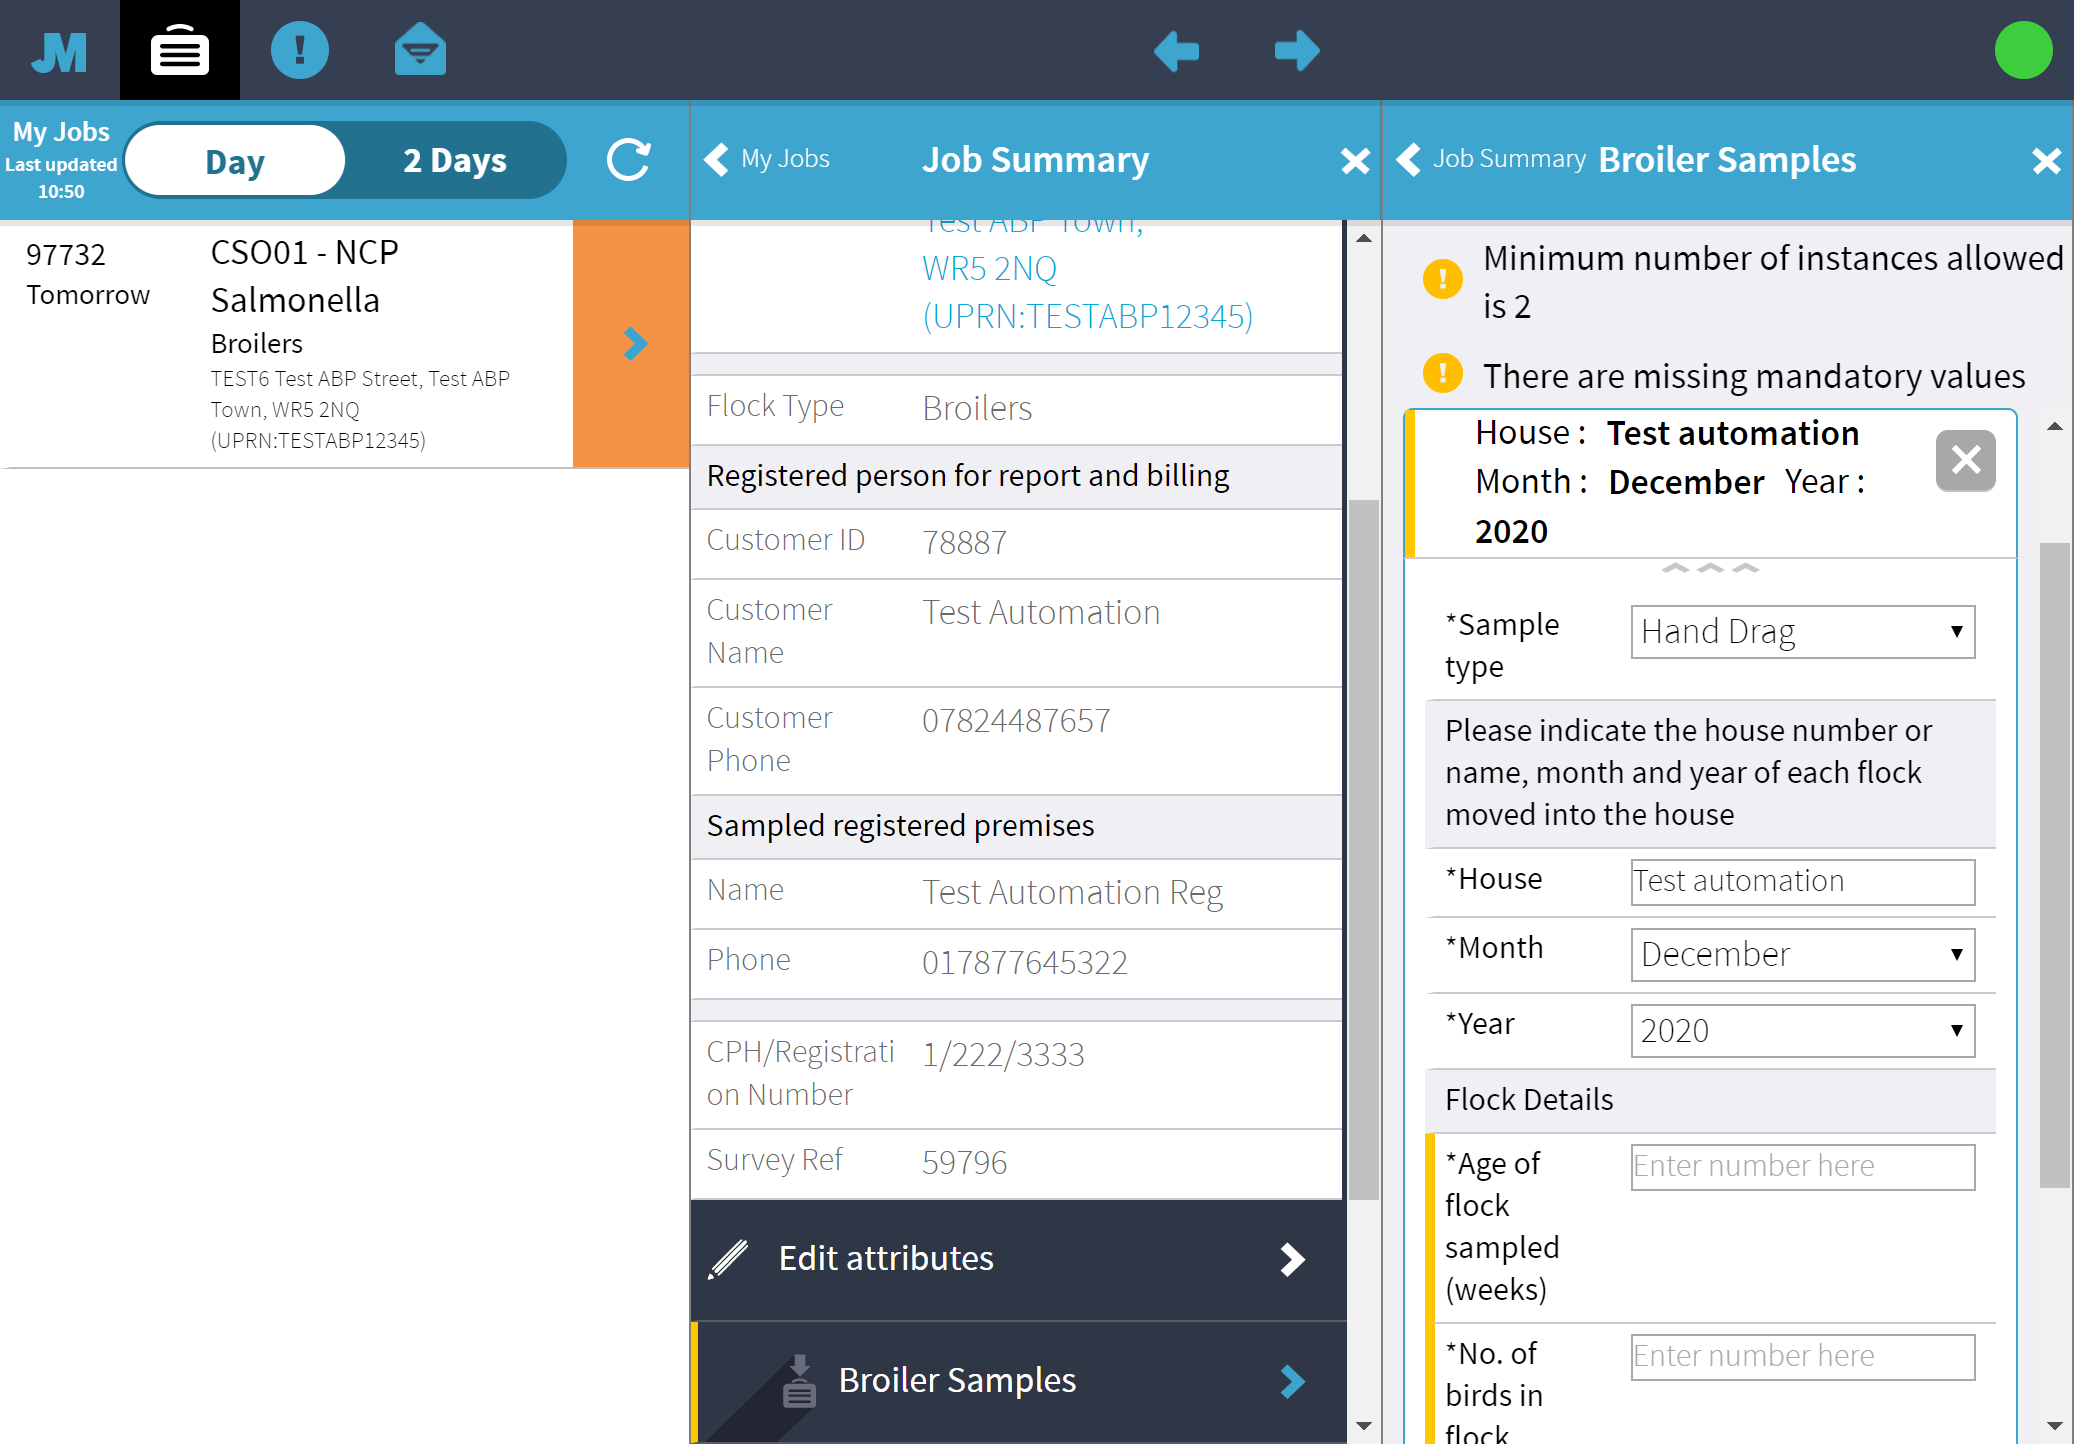 JM
My Jobs
Last updated
10:50
Day
2 Days
97732
Tomorrow
CSO01 - NCP
Salmonella
Broilers
TEST6 Test ABP Street, Test ABP
Town, WR5 2NQ
(UPRN:TESTABP12345)
My Jobs
Job Summary
Test ABP Town,
WR5 2NQ
(UPRN:TESTABP12345)
Flock Type
Broilers
Registered person for report and billing
Customer ID
78887
Customer
Name
Test Automation
Customer
Phone
07824487657
Sampled registered premises
Name
Test Automation Reg
Phone
017877645322
CPH/Registrati
on Number
1/222/3333
Survey Ref
59796
Edit attributes
Broiler Samples
Job Summary
Broiler Samples
Minimum number of instances allowed
is 2
There are missing mandatory values
House : Test automation
Month : December Year :
2020
*Sample
type
Hand Drag
Please indicate the house number or
name, month and year of each flock
moved into the house
*House
Test automation
*Month
December
*Year
2020
Flock Details
*Age of
flock
sampled
(weeks)
Enter number here
*No. of
birds in
flock
Enter number here